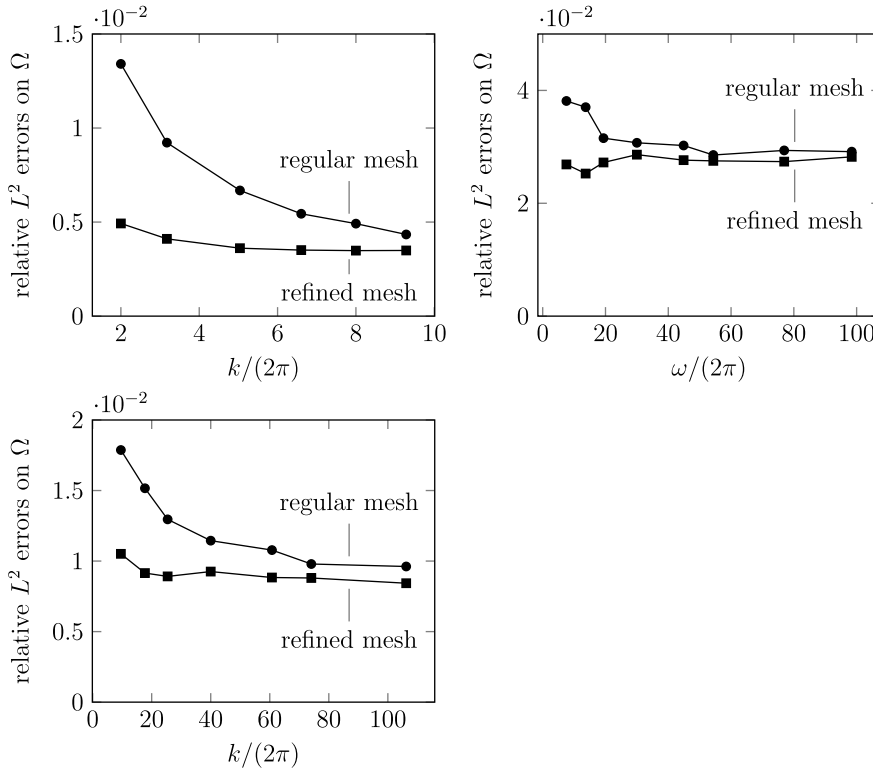 ·10⁻²
1.5
1
0.5
0
relative L² errors on Ω
regular mesh
refined mesh
2 4 6 8 10
k/(2π)
·10⁻²
4
2
0
relative L² errors on Ω
regular mesh
refined mesh
0 20 40 60 80 100
ω/(2π)
·10⁻²
2
1.5
1
0.5
0
relative L² errors on Ω
regular mesh
refined mesh
0 20 40 60 80 100
k/(2π)